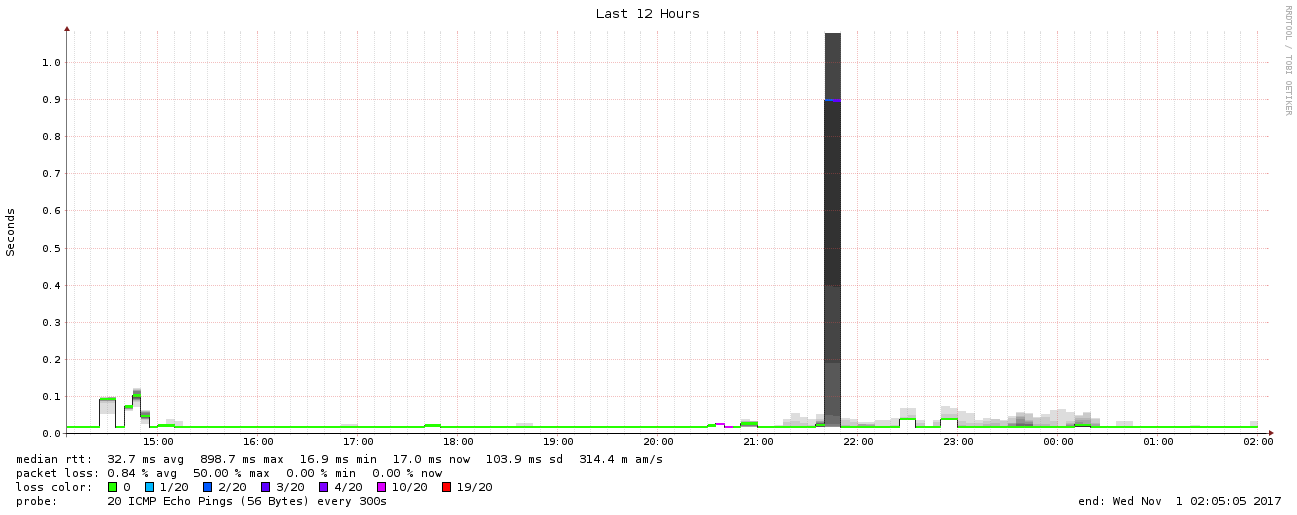 Last 12 Hours
RRDTOOL / TOBI OETIKER
1.0
0.9
0.8
0.7
0.6
0.5
0.4
0.3
0.2
0.1
0.0
Seconds
15:00 16:00 17:00 18:00 19:00 20:00 21:00 22:00 23:00 00:00 01:00 02:00
median rtt: 32.7 ms avg 898.7 ms max 16.9 ms min 17.0 ms now 103.9 ms sd 314.4 m am/s
packet loss: 0.84 % avg 50.00 % max 0.00 % min 0.00 % now
loss color: 0 1/20 2/20 3/20 4/20 10/20 19/20
probe: 20 ICMP Echo Pings (56 Bytes) every 300s end: Wed Nov 1 02:05:05 2017